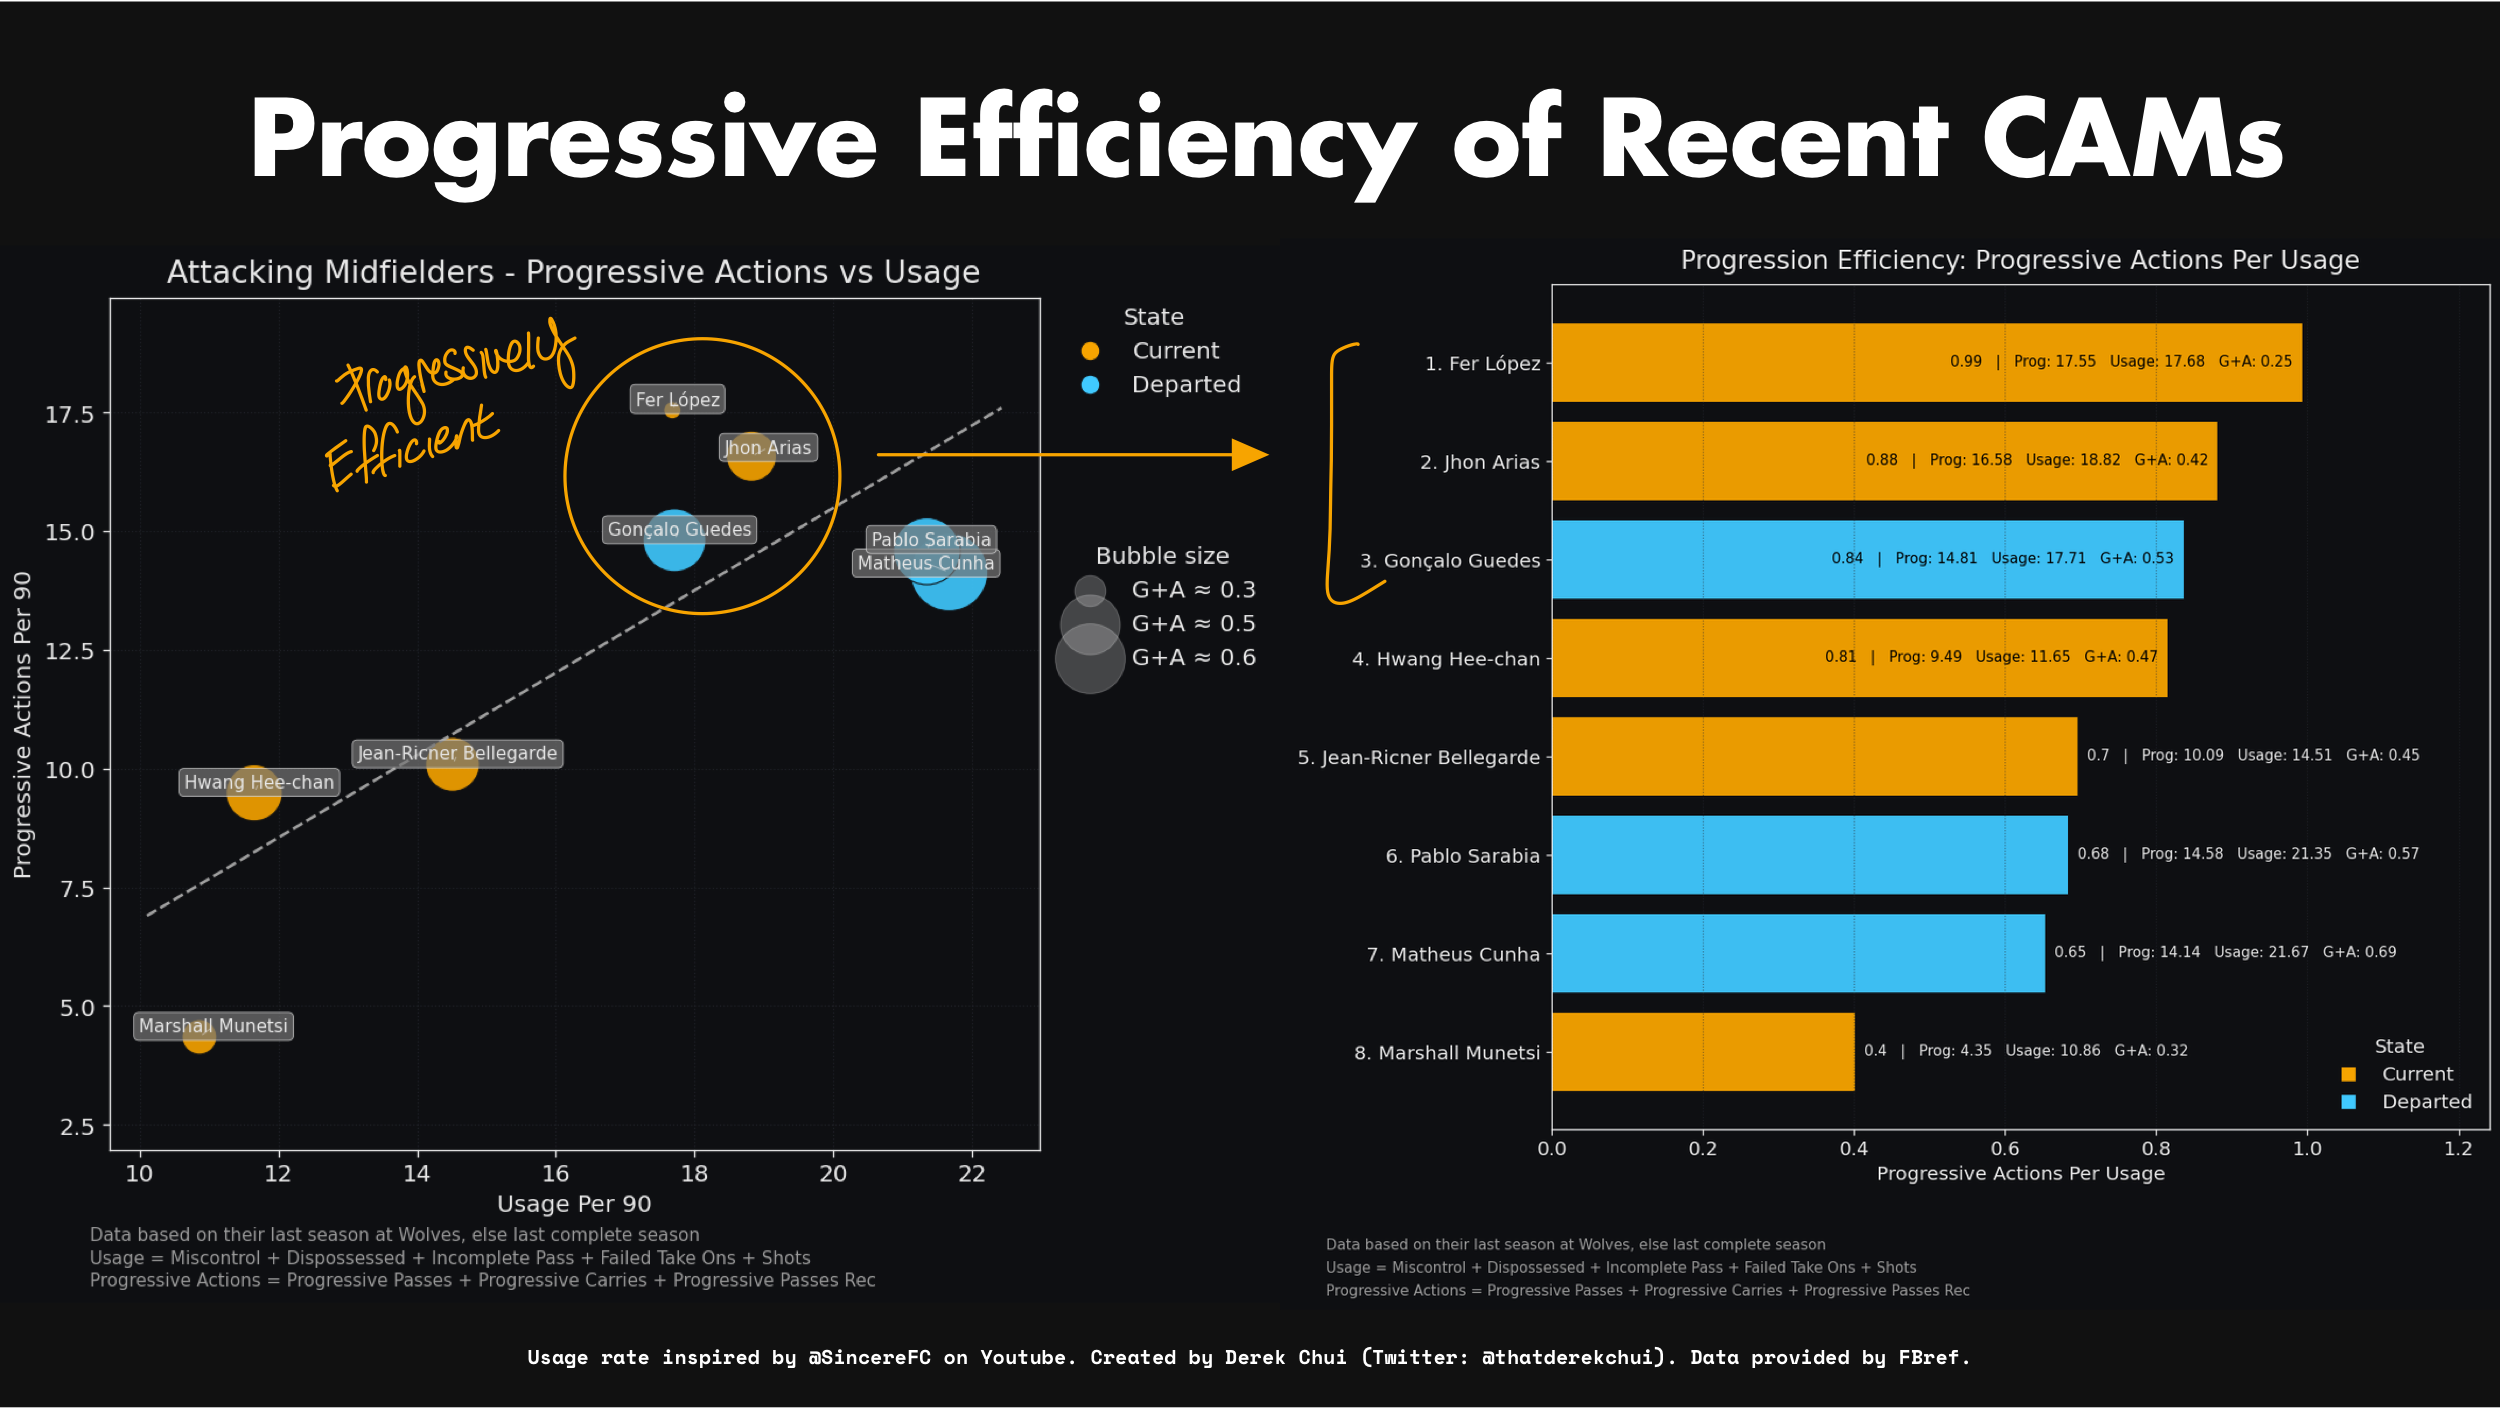 Progressive Efficiency of Recent CAMs
Attacking Midfielders - Progressive Actions vs Usage
Progressively
Efficient
Fer López
Jhon Arias
Gonçalo Guedes
Pablo Sarabia
Matheus Cunha
Jean-Ricner Bellegarde
Hwang Hee-chan
Marshall Munetsi
Progressive Actions Per 90
17.5
15.0
12.5
10.0
7.5
5.0
2.5
10 12 14 16 18 20 22
Usage Per 90
State
Current
Departed
Bubble size
G+A ≈ 0.3
G+A ≈ 0.5
G+A ≈ 0.6
Data based on their last season at Wolves, else last complete season
Usage = Miscontrol + Dispossessed + Incomplete Pass + Failed Take Ons + Shots
Progressive Actions = Progressive Passes + Progressive Carries + Progressive Passes Rec
Progression Efficiency: Progressive Actions Per Usage
1. Fer López 0.99 | Prog: 17.55 Usage: 17.68 G+A: 0.25
2. Jhon Arias 0.88 | Prog: 16.58 Usage: 18.82 G+A: 0.42
3. Gonçalo Guedes 0.84 | Prog: 14.81 Usage: 17.71 G+A: 0.53
4. Hwang Hee-chan 0.81 | Prog: 9.49 Usage: 11.65 G+A: 0.47
5. Jean-Ricner Bellegarde 0.7 | Prog: 10.09 Usage: 14.51 G+A: 0.45
6. Pablo Sarabia 0.68 | Prog: 14.58 Usage: 21.35 G+A: 0.57
7. Matheus Cunha 0.65 | Prog: 14.14 Usage: 21.67 G+A: 0.69
8. Marshall Munetsi 0.4 | Prog: 4.35 Usage: 10.86 G+A: 0.32
State
Current
Departed
0.0 0.2 0.4 0.6 0.8 1.0 1.2
Progressive Actions Per Usage
Data based on their last season at Wolves, else last complete season
Usage = Miscontrol + Dispossessed + Incomplete Pass + Failed Take Ons + Shots
Progressive Actions = Progressive Passes + Progressive Carries + Progressive Passes Rec
Usage rate inspired by @SincereFC on Youtube. Created by Derek Chui (Twitter: @thatderekchui). Data provided by FBref.